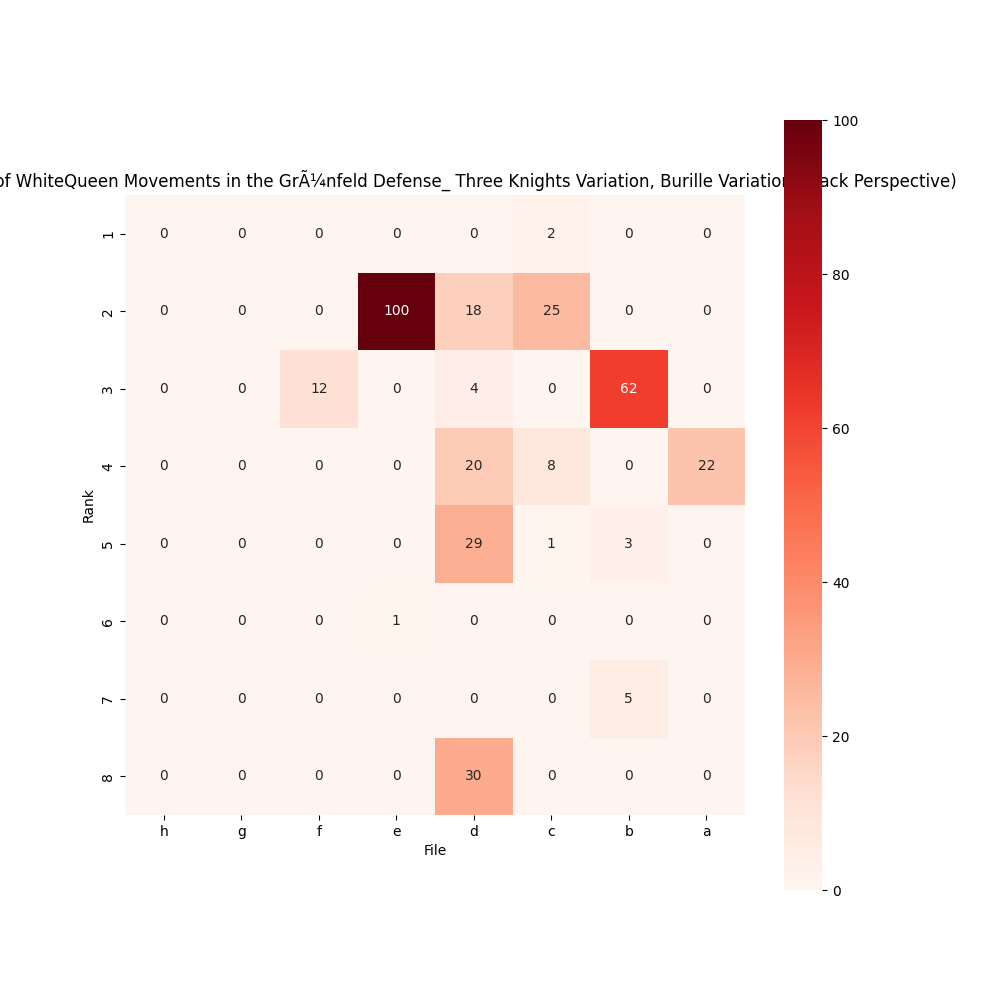 of WhiteQueen Movements in the GrÃ¼nfeld Defense_ Three Knights Variation, Burille Variation ack Perspective)
100
80
60
40
20
0
Rank
1 0 0 0 0 0 2 0 0
2 0 0 0 100 18 25 0 0
3 0 0 12 0 4 0 62 0
4 0 0 0 0 20 8 0 22
5 0 0 0 0 29 1 3 0
6 0 0 0 1 0 0 0 0
7 0 0 0 0 0 0 5 0
8 0 0 0 0 30 0 0 0
h g f e d c b a
File